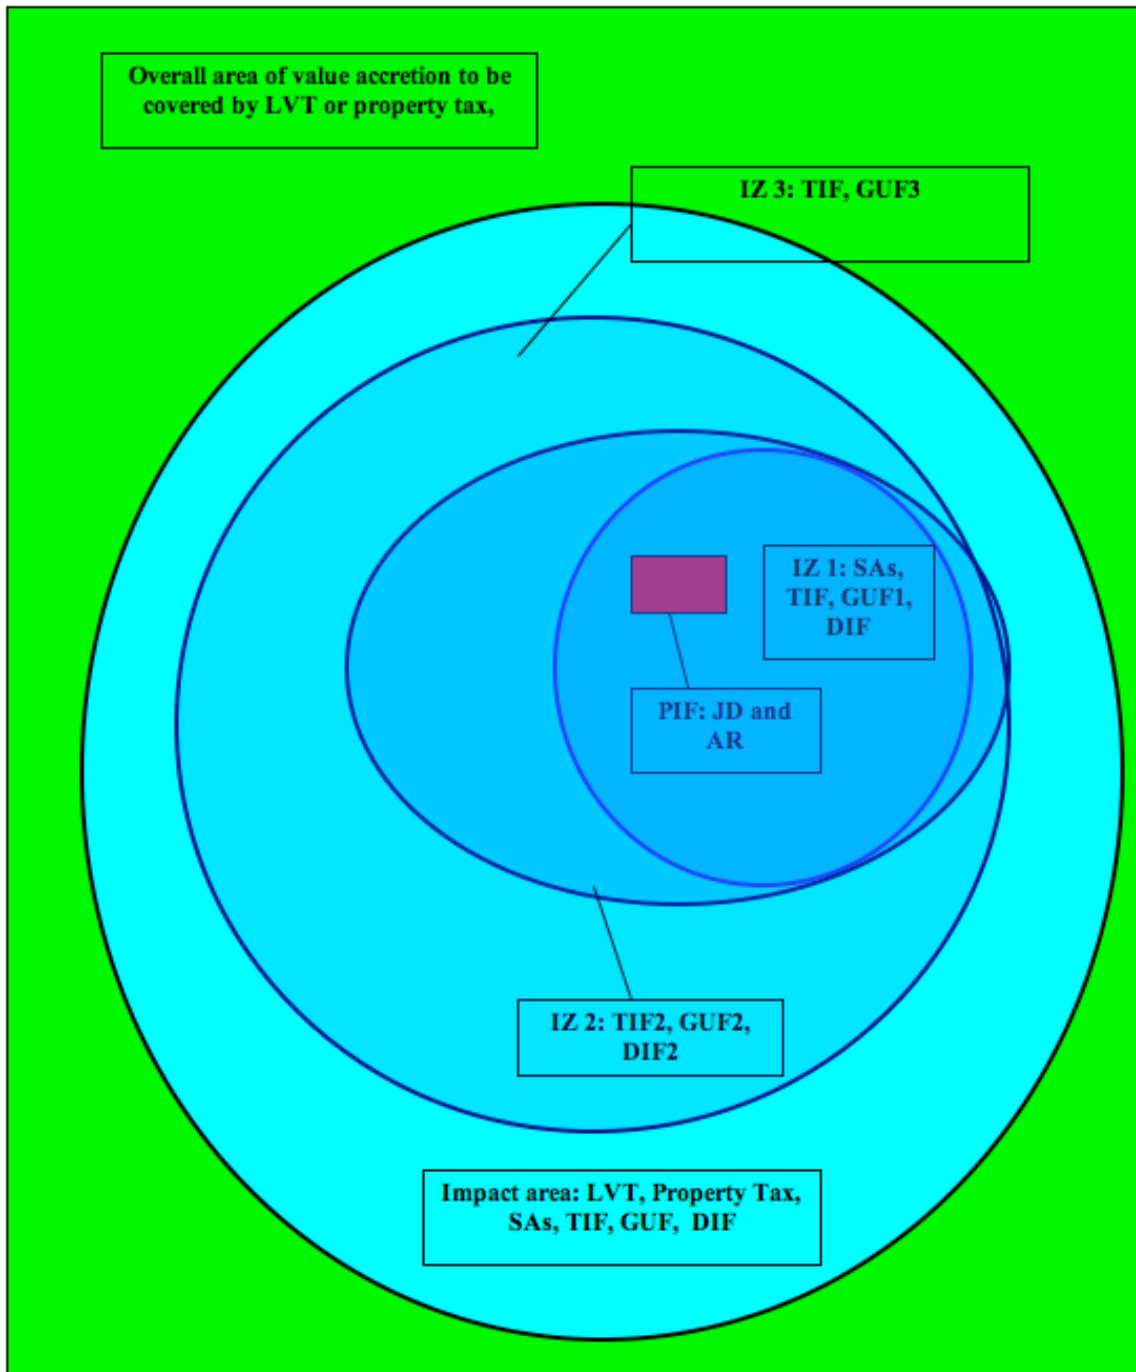 Overall area of value accretion to be
covered by LVT or property tax,
IZ 3: TIF, GUF3
IZ 1: SAs,
TIF, GUF1,
DIF
PIF: JD and
AR
IZ 2: TIF2, GUF2,
DIF2
Impact area: LVT, Property Tax,
SAs, TIF, GUF, DIF